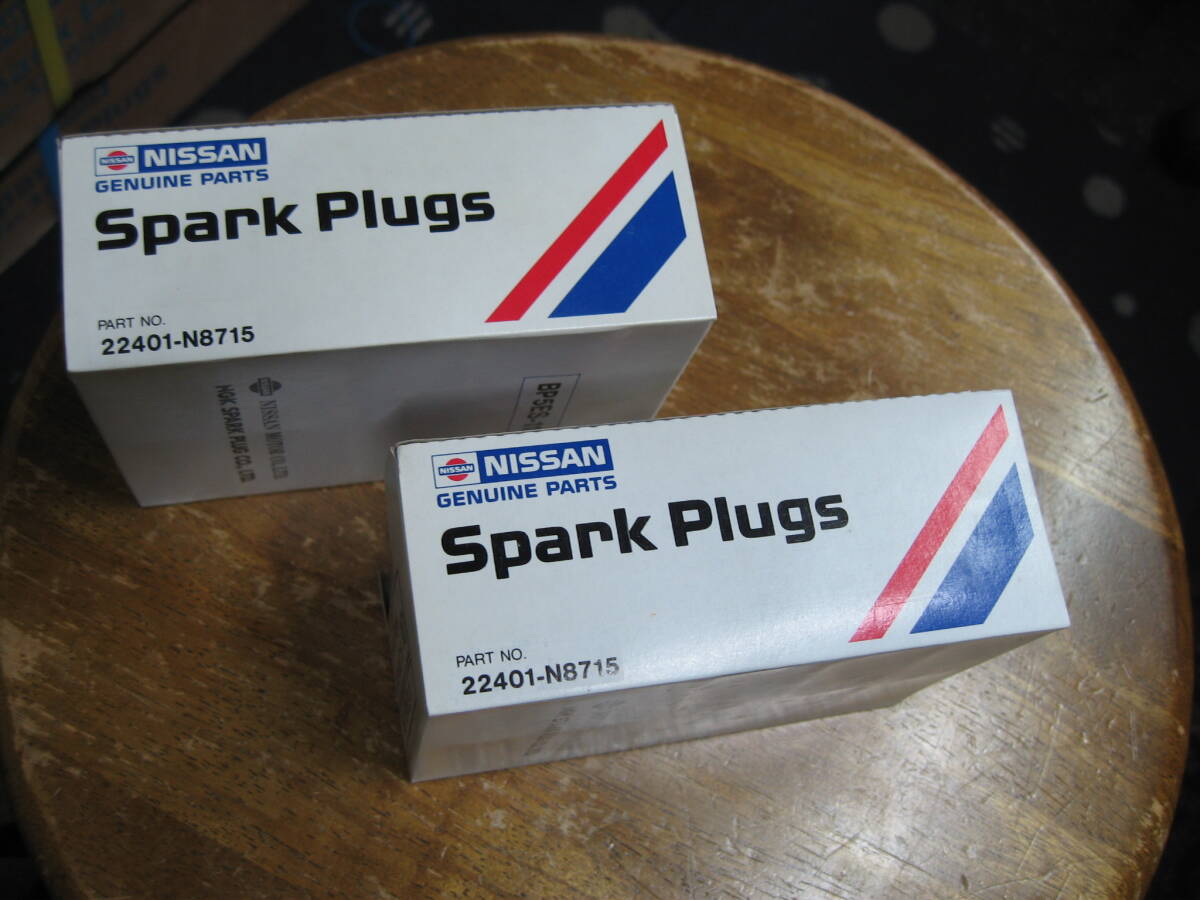 NISSAN NISSAN
GENUINE PARTS
Spark Plugs
PART NO.
22401-N8715
NISSAN MOTOR CO., LTD.
NGK SPARK PLUG CO., LTD.
NISSAN NISSAN
GENUINE PARTS
Spark Plugs
PART NO.
22401-N8715